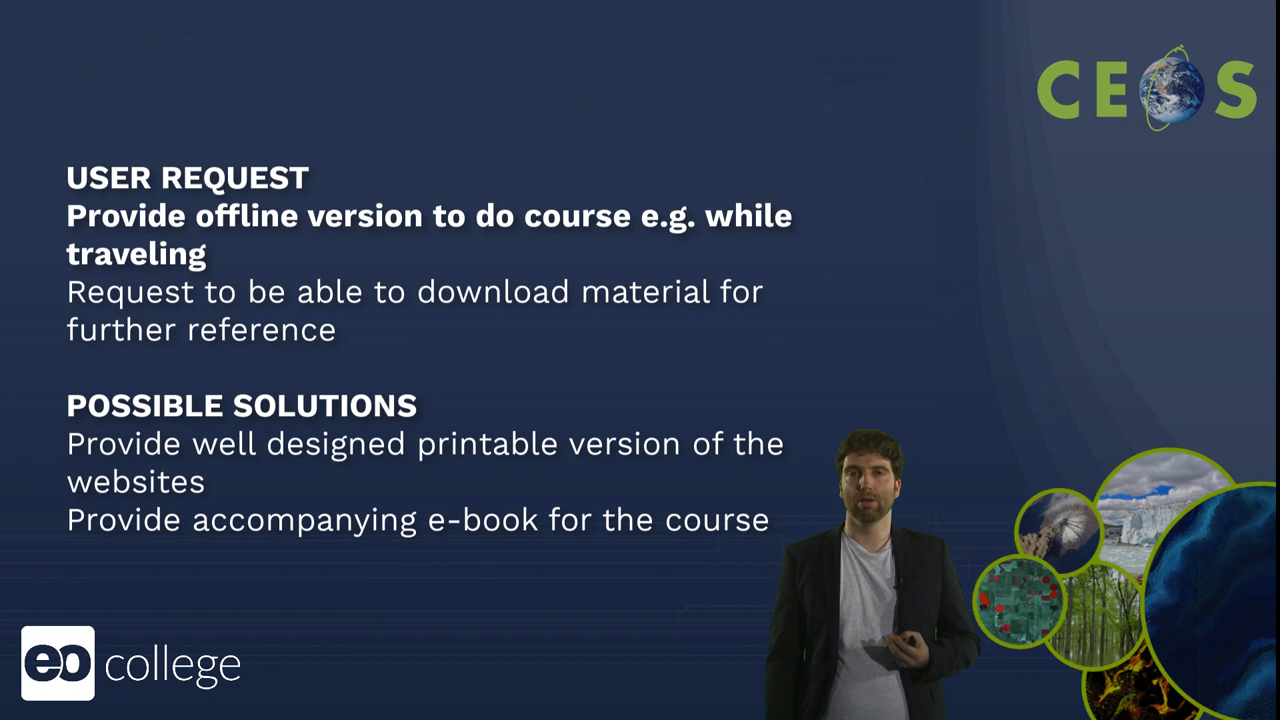 CEOS
USER REQUEST
Provide offline version to do course e.g. while
traveling
Request to be able to download material for
further reference
POSSIBLE SOLUTIONS
Provide well designed printable version of the
websites
Provide accompanying e-book for the course
eo college